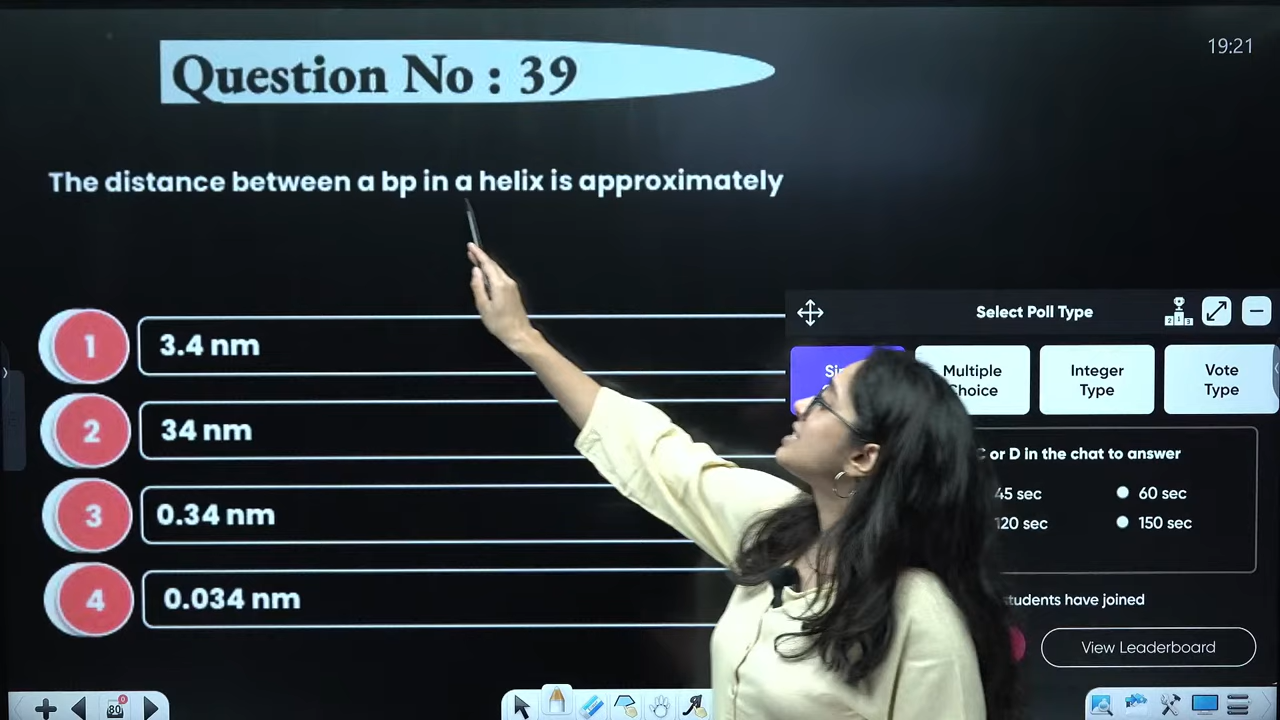 19:21
Question No : 39
The distance between a bp in a helix is approximately
1 3.4 nm
2 34 nm
3 0.34 nm
4 0.034 nm
Select Poll Type
Multiple Choice
Integer Type
Vote Type
or D in the chat to answer
45 sec
60 sec
120 sec
150 sec
students have joined
View Leaderboard
80